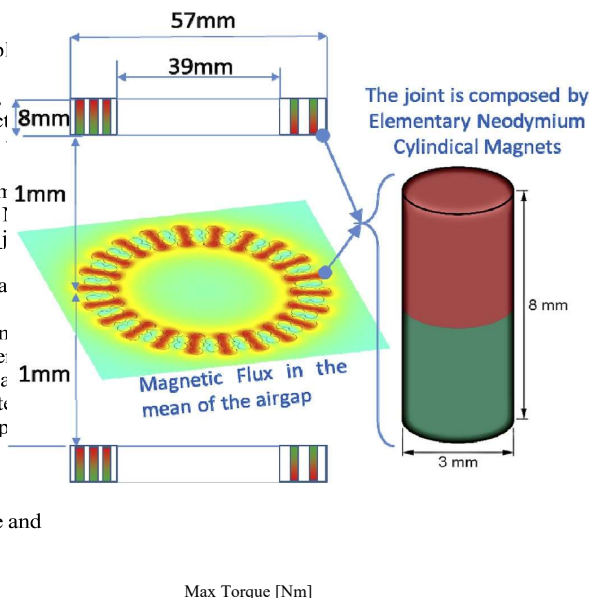 57mm
39mm
The joint is composed by
Elementary Neodymium
Cylindical Magnets
8mm
1mm
8 mm
1mm
Magnetic Flux in the
mean of the airgap
3 mm
and
Max Torque [Nm]